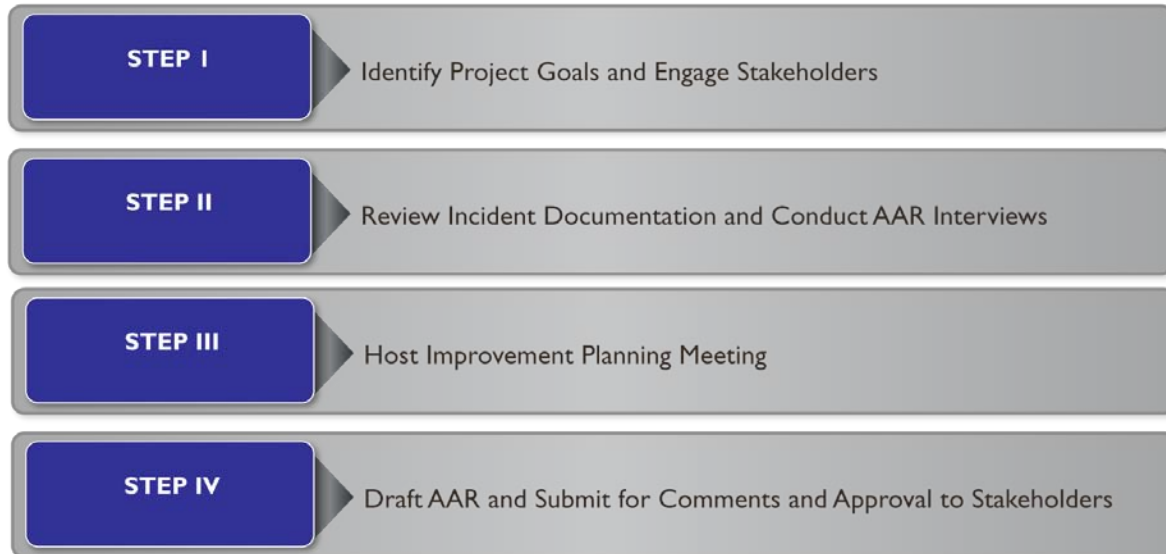 STEP I
Identify Project Goals and Engage Stakeholders
STEP II
Review Incident Documentation and Conduct AAR Interviews
STEP III
Host Improvement Planning Meeting
STEP IV
Draft AAR and Submit for Comments and Approval to Stakeholders